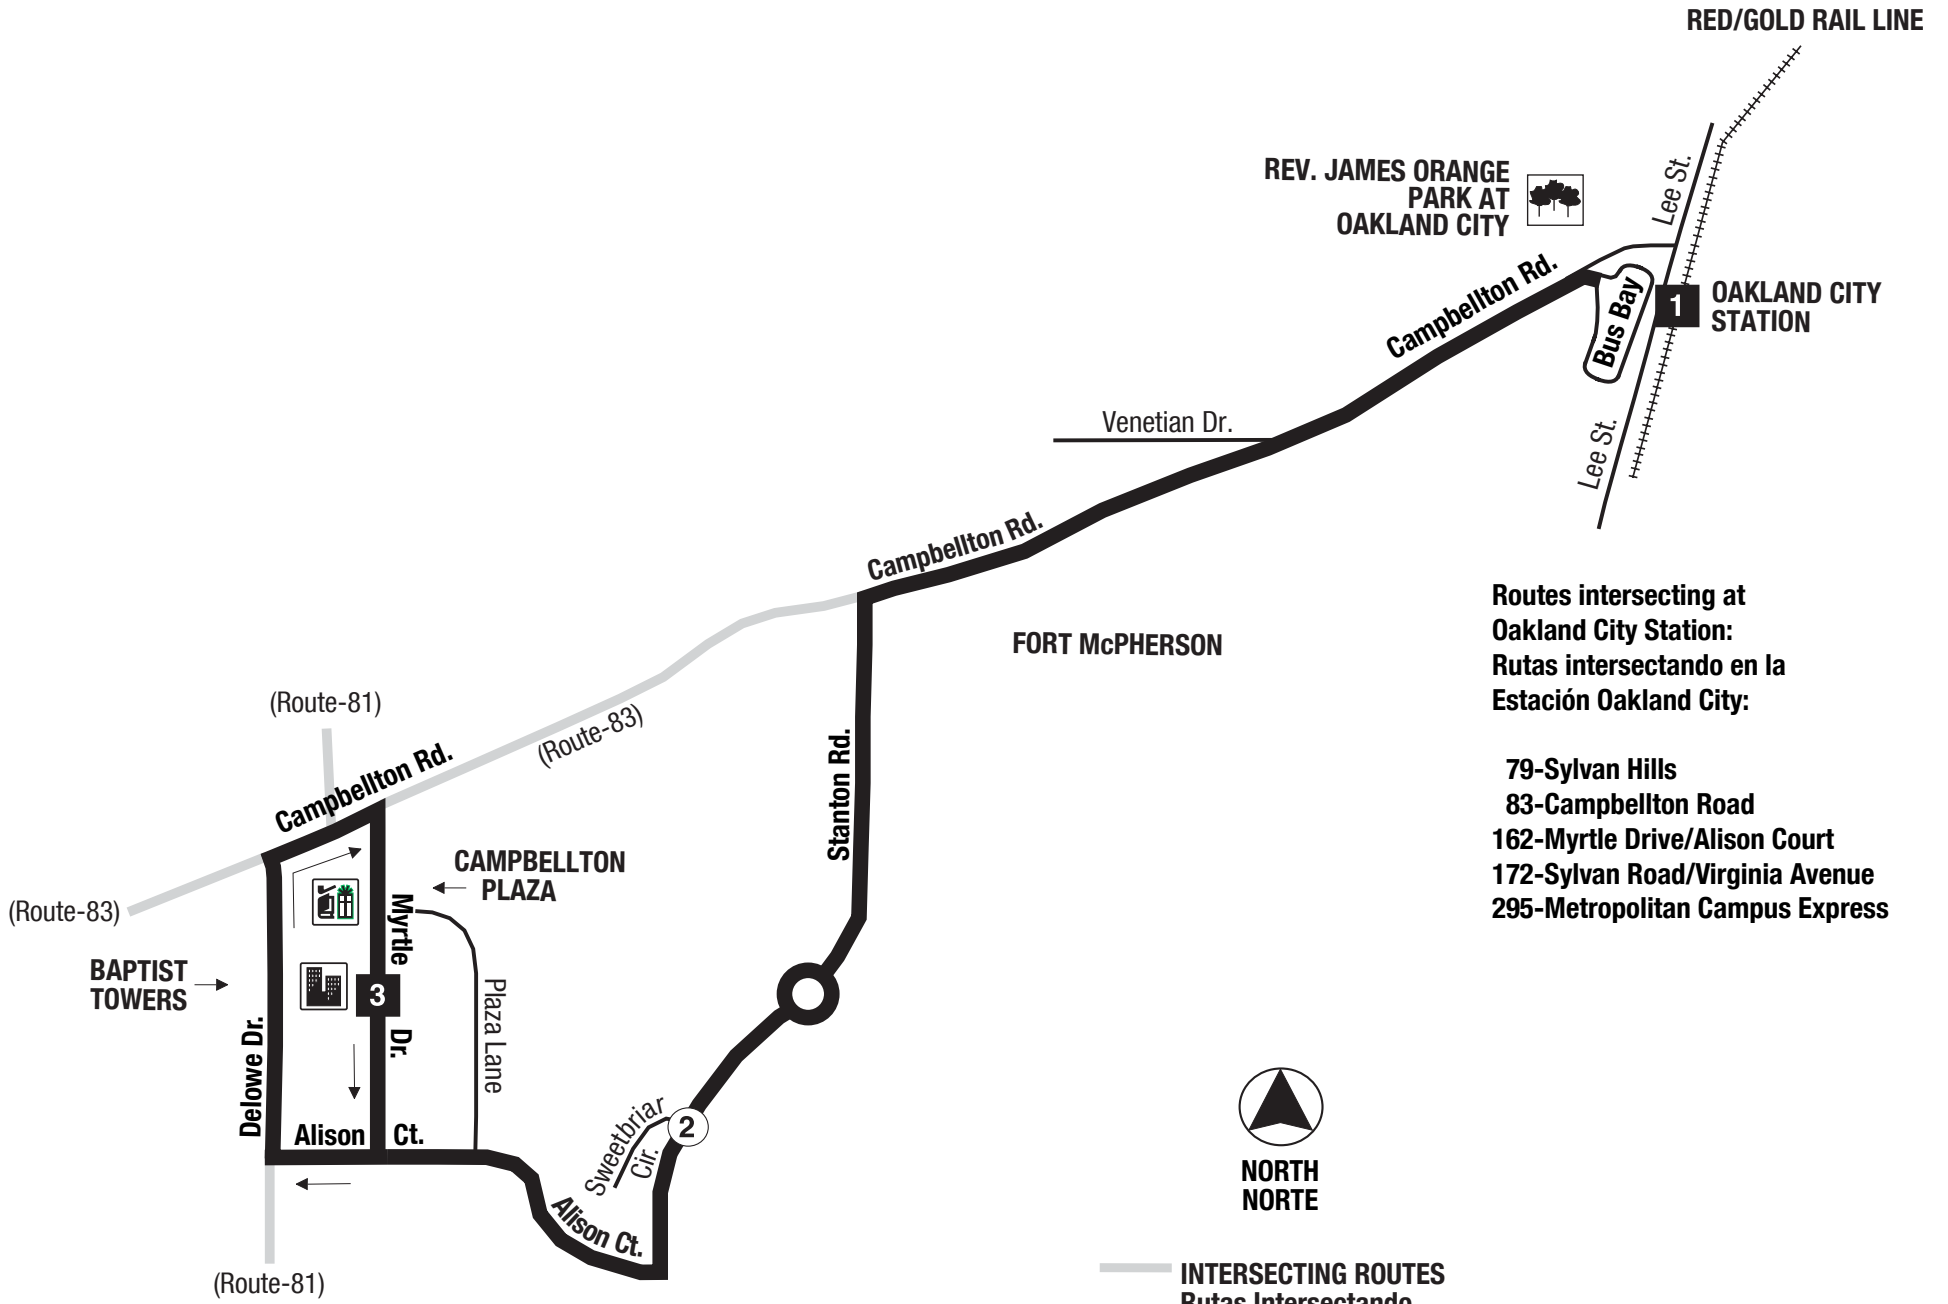 RED/GOLD RAIL LINE
REV. JAMES ORANGE
PARK AT
OAKLAND CITY
Lee St.
Campbellton Rd.
Bus Bay
1
OAKLAND CITY
STATION
Venetian Dr.
Lee St.
Campbellton Rd.
FORT McPHERSON
Routes intersecting at
Oakland City Station:
Rutas intersectando en la
Estación Oakland City:
79-Sylvan Hills
83-Campbellton Road
162-Myrtle Drive/Alison Court
172-Sylvan Road/Virginia Avenue
295-Metropolitan Campus Express
(Route-81)
(Route-83)
Campbellton Rd.
Stanton Rd.
CAMPBELLTON
PLAZA
(Route-83)
Myrtle
BAPTIST
TOWERS
3
Dr.
Plaza Lane
Delowe Dr.
Alison Ct.
Sweetbriar
Cir.
2
Alison Ct.
(Route-81)
NORTH
NORTE
INTERSECTING ROUTES
Rutas Intersectando